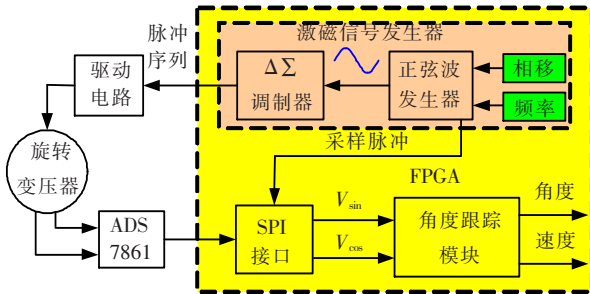 激磁信号发生器
脉冲
序列
驱动
电路
ΔΣ
调制器
正弦波
发生器
相移
频率
采样脉冲
FPGA
旋转
变压器
ADS
7861
SPI
接口
Vsin
Vcos
角度跟踪
模块
角度
速度